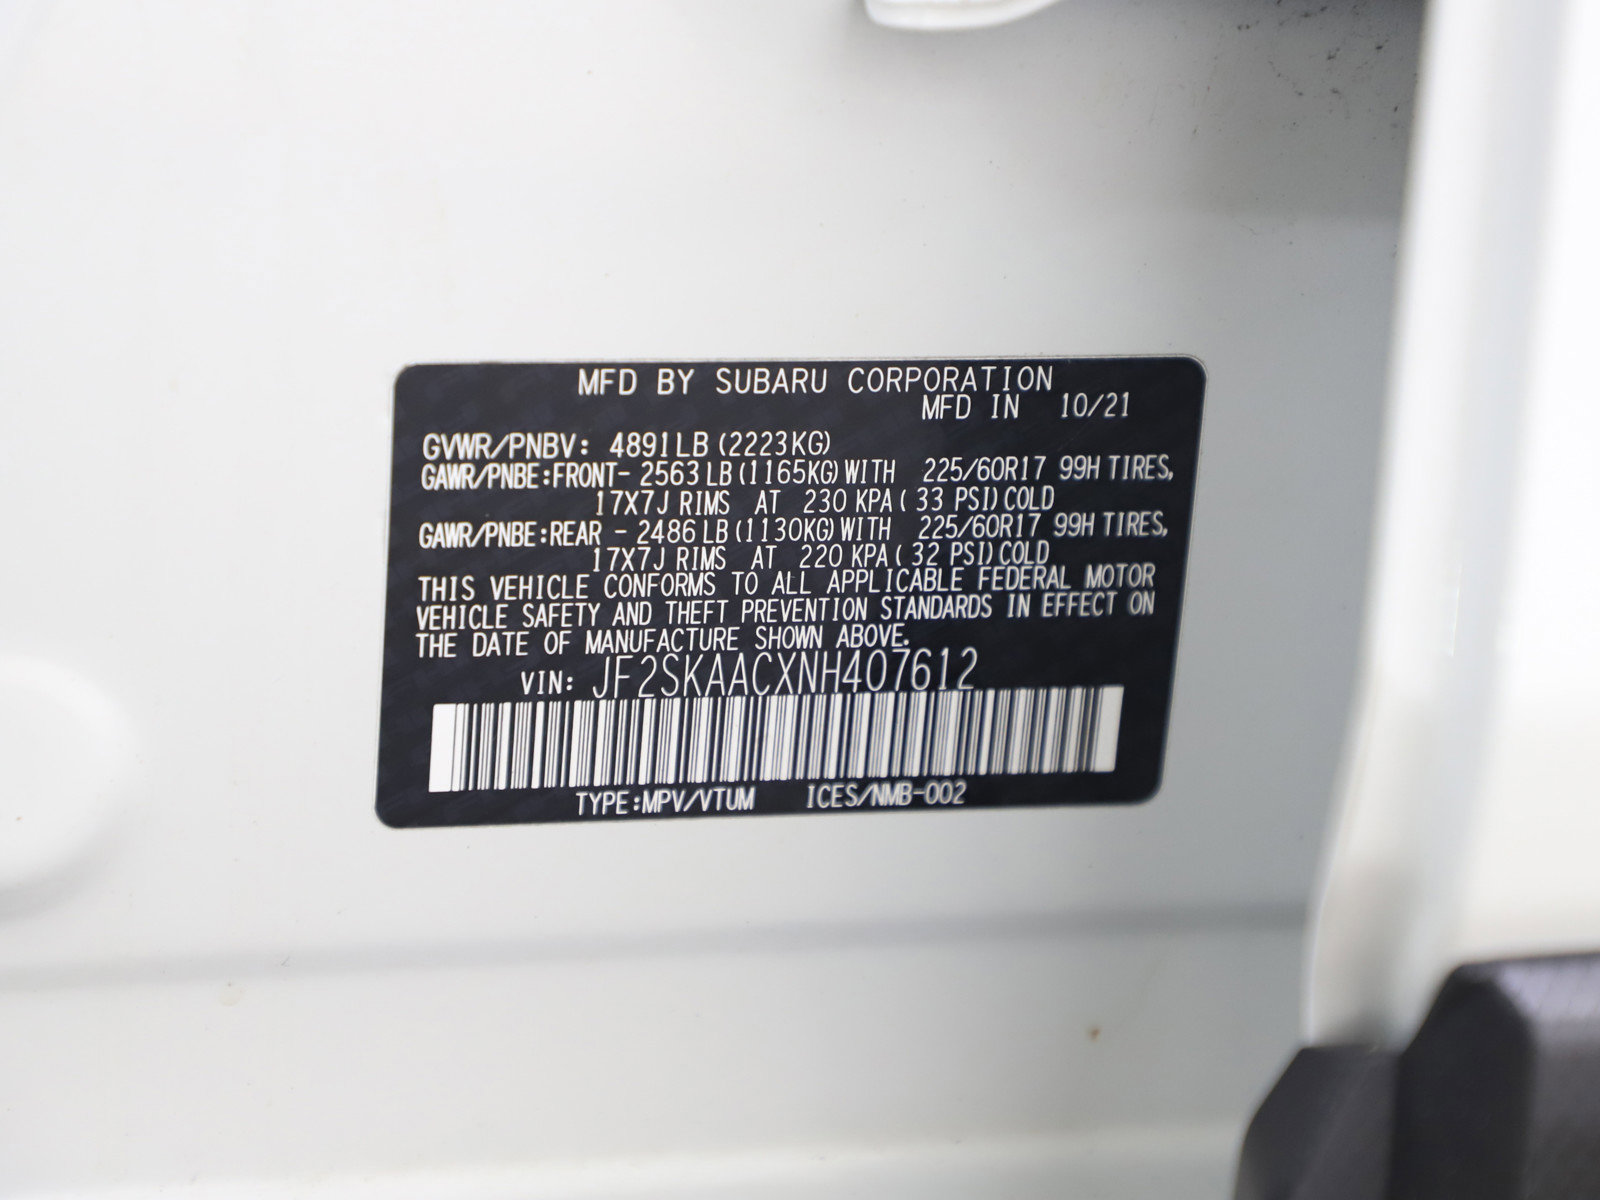 MFD BY SUBARU CORPORATION
MFD IN 10/21
GVWR/PNBV: 4891LB (2223KG)
GAWR/PNBE:FRONT- 2563 LB (1165KG) WITH 225/60R17 99H TIRES,
17X7J RIMS AT 230 KPA ( 33 PSI) COLD
GAWR/PNBE:REAR - 2486 LB (1130KG) WITH 225/60R17 99H TIRES,
17X7J RIMS AT 220 KPA ( 32 PSI) COLD
THIS VEHICLE CONFORMS TO ALL APPLICABLE FEDERAL MOTOR
VEHICLE SAFETY AND THEFT PREVENTION STANDARDS IN EFFECT ON
THE DATE OF MANUFACTURE SHOWN ABOVE.
VIN: JF2SKAACXNH407612
TYPE:MPV/VTUM ICES/NMB-002